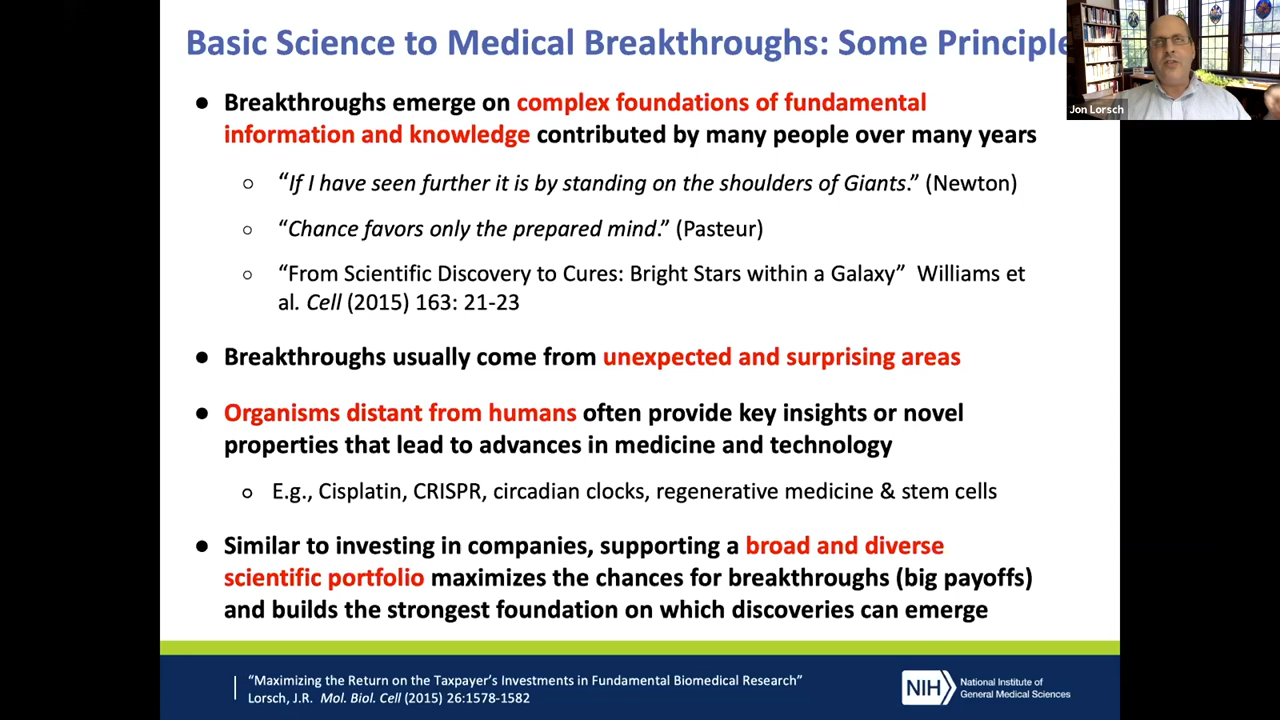 Basic Science to Medical Breakthroughs: Some Principle
Jon Lorsch
● Breakthroughs emerge on complex foundations of fundamental
information and knowledge contributed by many people over many years
○ “If I have seen further it is by standing on the shoulders of Giants.” (Newton)
○ “Chance favors only the prepared mind.” (Pasteur)
○ “From Scientific Discovery to Cures: Bright Stars within a Galaxy” Williams et
al. Cell (2015) 163: 21-23
● Breakthroughs usually come from unexpected and surprising areas
● Organisms distant from humans often provide key insights or novel
properties that lead to advances in medicine and technology
○ E.g., Cisplatin, CRISPR, circadian clocks, regenerative medicine & stem cells
● Similar to investing in companies, supporting a broad and diverse
scientific portfolio maximizes the chances for breakthroughs (big payoffs)
and builds the strongest foundation on which discoveries can emerge
“Maximizing the Return on the Taxpayer’s Investments in Fundamental Biomedical Research”
Lorsch, J.R. Mol. Biol. Cell (2015) 26:1578-1582
NIH
National Institute of
General Medical Sciences